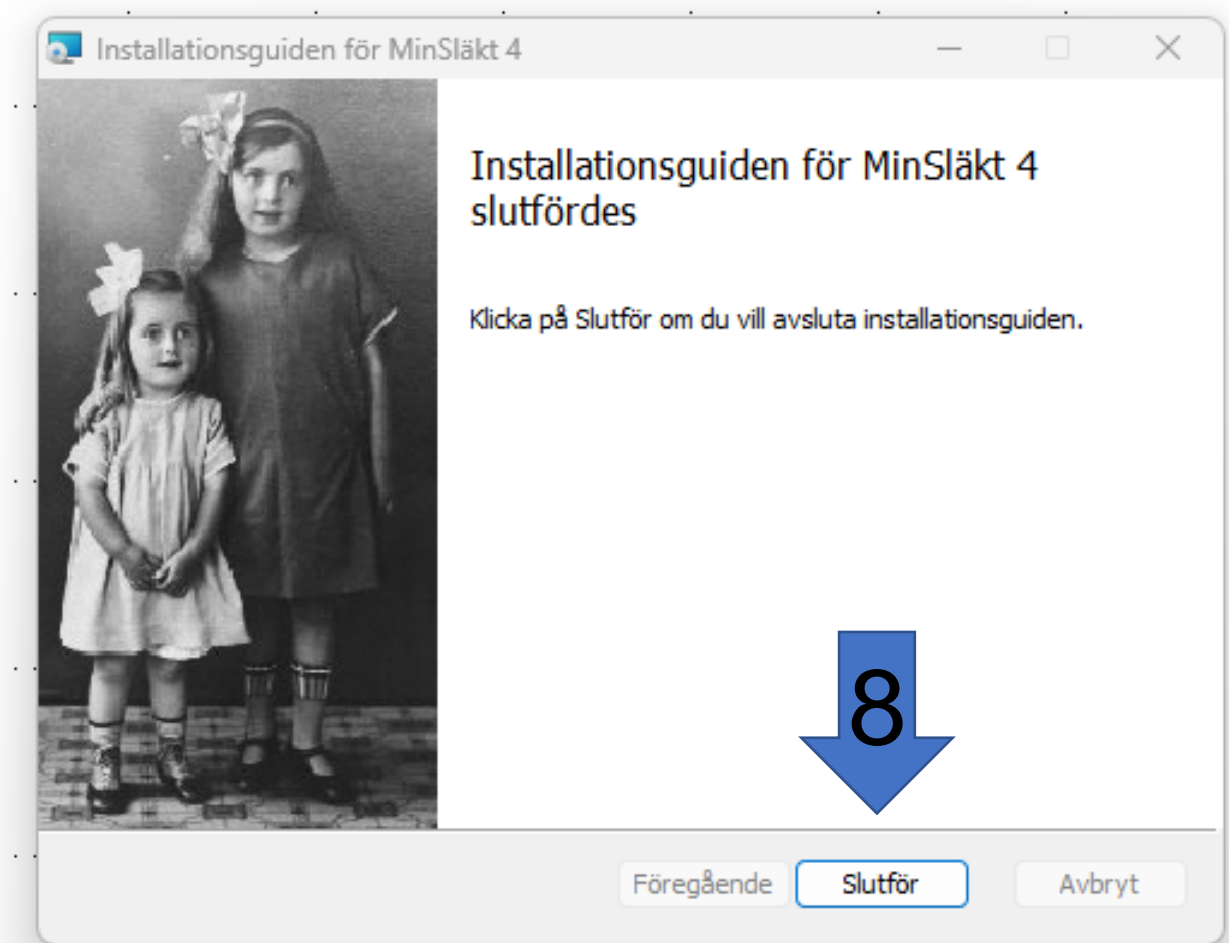 Installationsguiden för MinSläkt 4
Installationsguiden för MinSläkt 4
slutfördes
Klicka på Slutför om du vill avsluta installationsguiden.
8
Föregående
Slutför
Avbryt